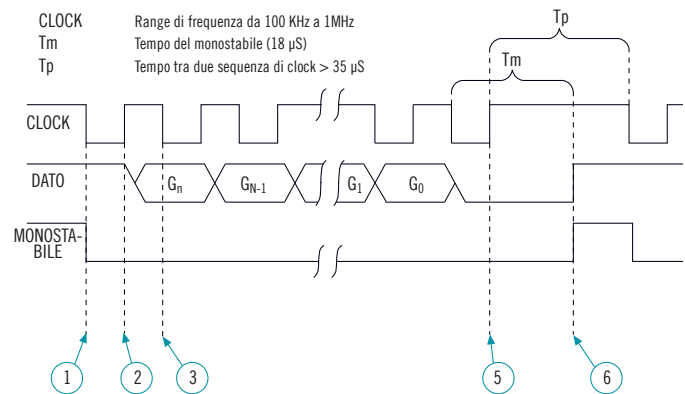 CLOCK Range di frequenza da 100 KHz a 1MHz
Tm Tempo del monostabile (18 µS)
Tp Tempo tra due sequenza di clock > 35 µS
Tp
Tm
CLOCK
DATO
Gn GN-1 G1 G0
MONOSTA-
BILE
1 2 3 5 6